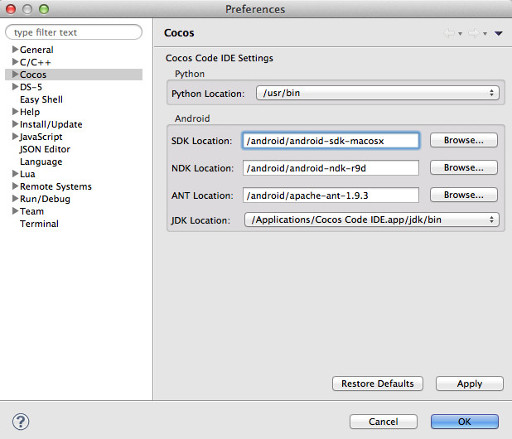 Preferences
type filter text
General
C/C++
Cocos
DS-5
Easy Shell
Help
Install/Update
JavaScript
JSON Editor
Language
Lua
Remote Systems
Run/Debug
Team
Terminal
Cocos
Cocos Code IDE Settings
Python
Python Location: /usr/bin
Android
SDK Location: /android/android-sdk-macosx Browse...
NDK Location: /android/android-ndk-r9d Browse...
ANT Location: /android/apache-ant-1.9.3 Browse...
JDK Location: /Applications/Cocos Code IDE.app/jdk/bin
Restore Defaults Apply
? Cancel OK